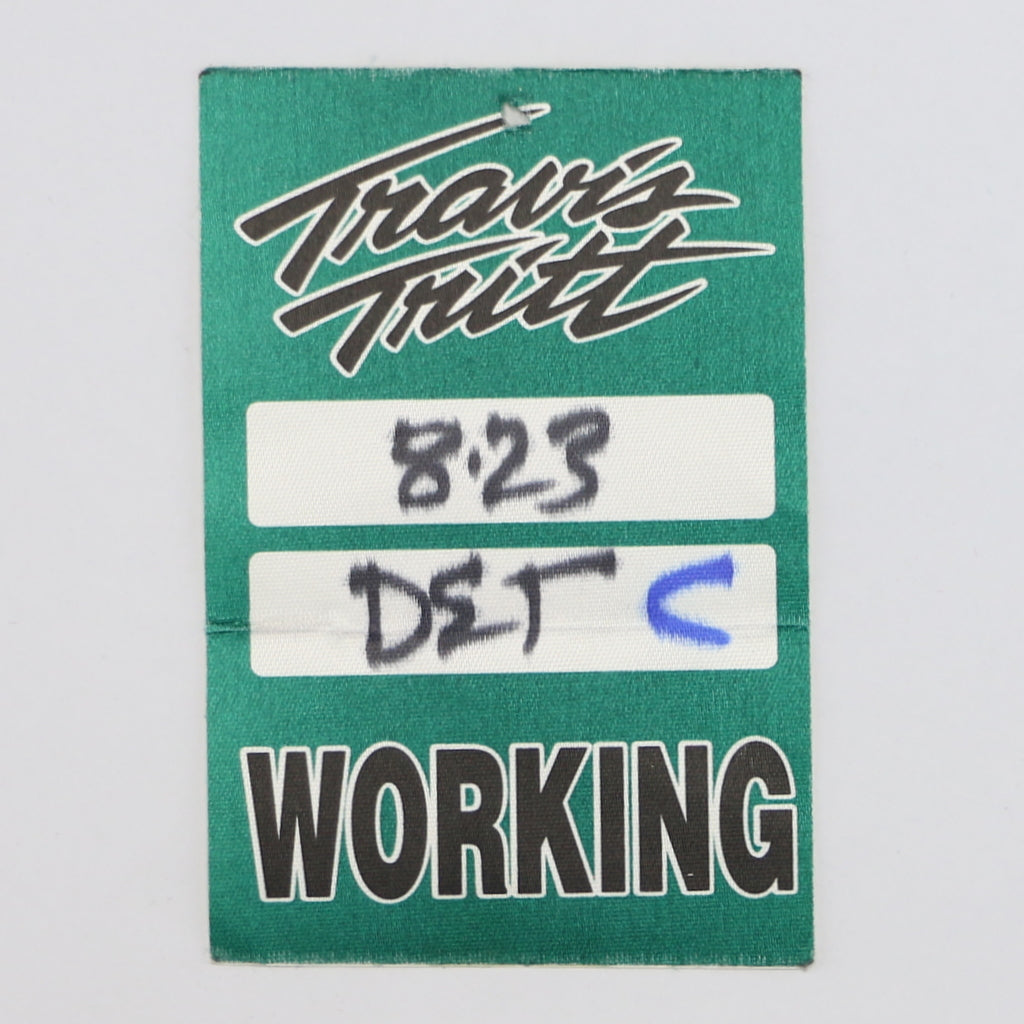 Travis
Tritt
8·23
DET C
WORKING